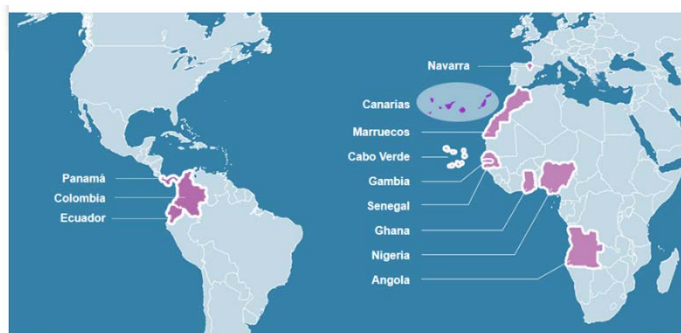 Navarra
Canarias
Marruecos
Cabo Verde
Gambia
Senegal
Ghana
Nigeria
Angola
Panamá
Colombia
Ecuador